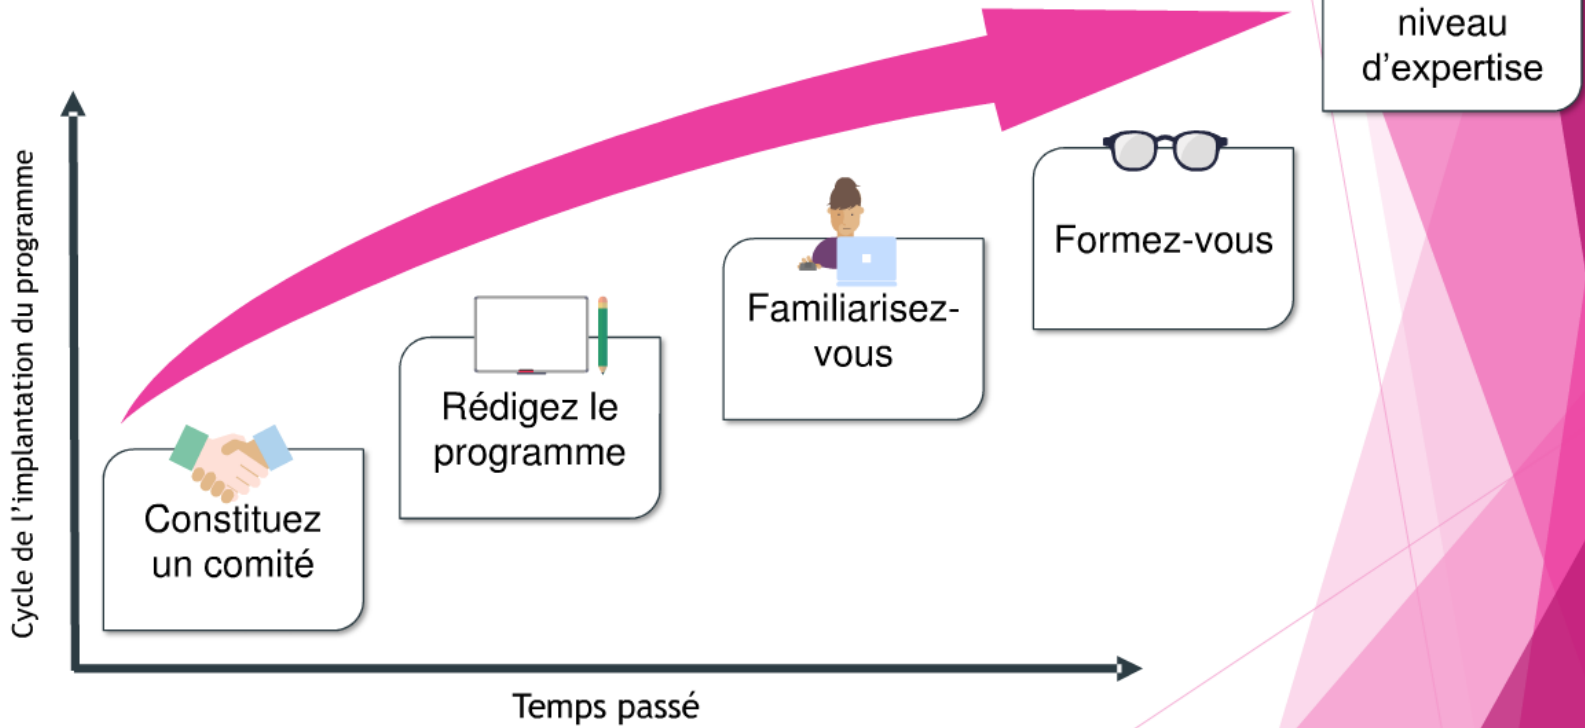 niveau
d'expertise
Formez-vous
Familiarisez-
vous
Rédigez le
programme
Constituez
un comité
Cycle de l'implantation du programme
Temps passé